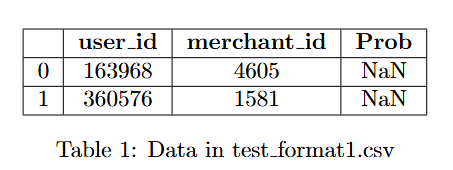 user_id merchant_id Prob
0 163968 4605 NaN
1 360576 1581 NaN
Table 1: Data in test_format1.csv